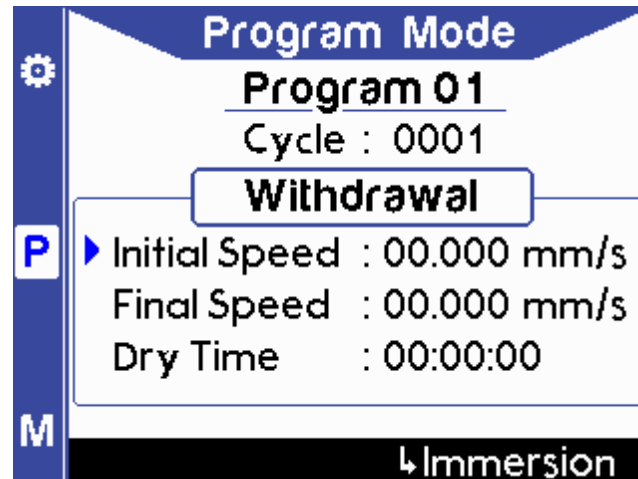 Program Mode
Program 01
Cycle : 0001
Withdrawal
P
Initial Speed : 00.000 mm/s
Final Speed : 00.000 mm/s
Dry Time : 00:00:00
M
↳Immersion